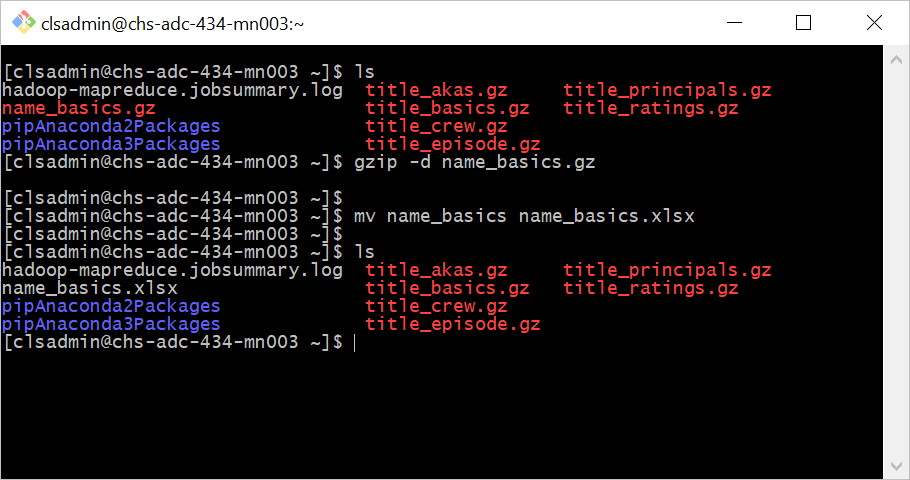 clsadmin@chs-adc-434-mn003:~
[clsadmin@chs-adc-434-mn003 ~]$ ls
hadoop-mapreduce.jobsummary.log  title_akas.gz     title_principals.gz
name_basics.gz                   title_basics.gz   title_ratings.gz
pipAnaconda2Packages             title_crew.gz
pipAnaconda3Packages             title_episode.gz
[clsadmin@chs-adc-434-mn003 ~]$ gzip -d name_basics.gz
[clsadmin@chs-adc-434-mn003 ~]$
[clsadmin@chs-adc-434-mn003 ~]$ mv name_basics name_basics.xlsx
[clsadmin@chs-adc-434-mn003 ~]$
[clsadmin@chs-adc-434-mn003 ~]$ ls
hadoop-mapreduce.jobsummary.log  title_akas.gz     title_principals.gz
name_basics.xlsx                 title_basics.gz   title_ratings.gz
pipAnaconda2Packages             title_crew.gz
pipAnaconda3Packages             title_episode.gz
[clsadmin@chs-adc-434-mn003 ~]$